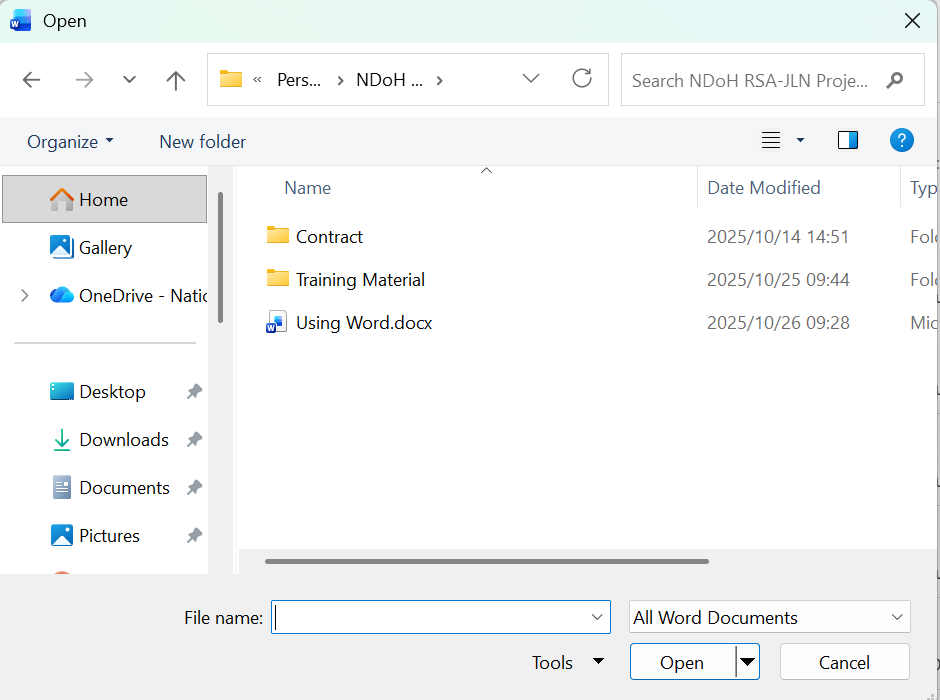 Open
« Pers... › NDoH ... › Search NDoH RSA-JLN Proje...
Organize New folder ?
Name Date Modified Typ
Home
Gallery
OneDrive - Natio
Desktop
Downloads
Documents
Pictures
Contract 2025/10/14 14:51 Fol
Training Material 2025/10/25 09:44 Fol
Using Word.docx 2025/10/26 09:28 Mic
File name: All Word Documents
Tools Open Cancel